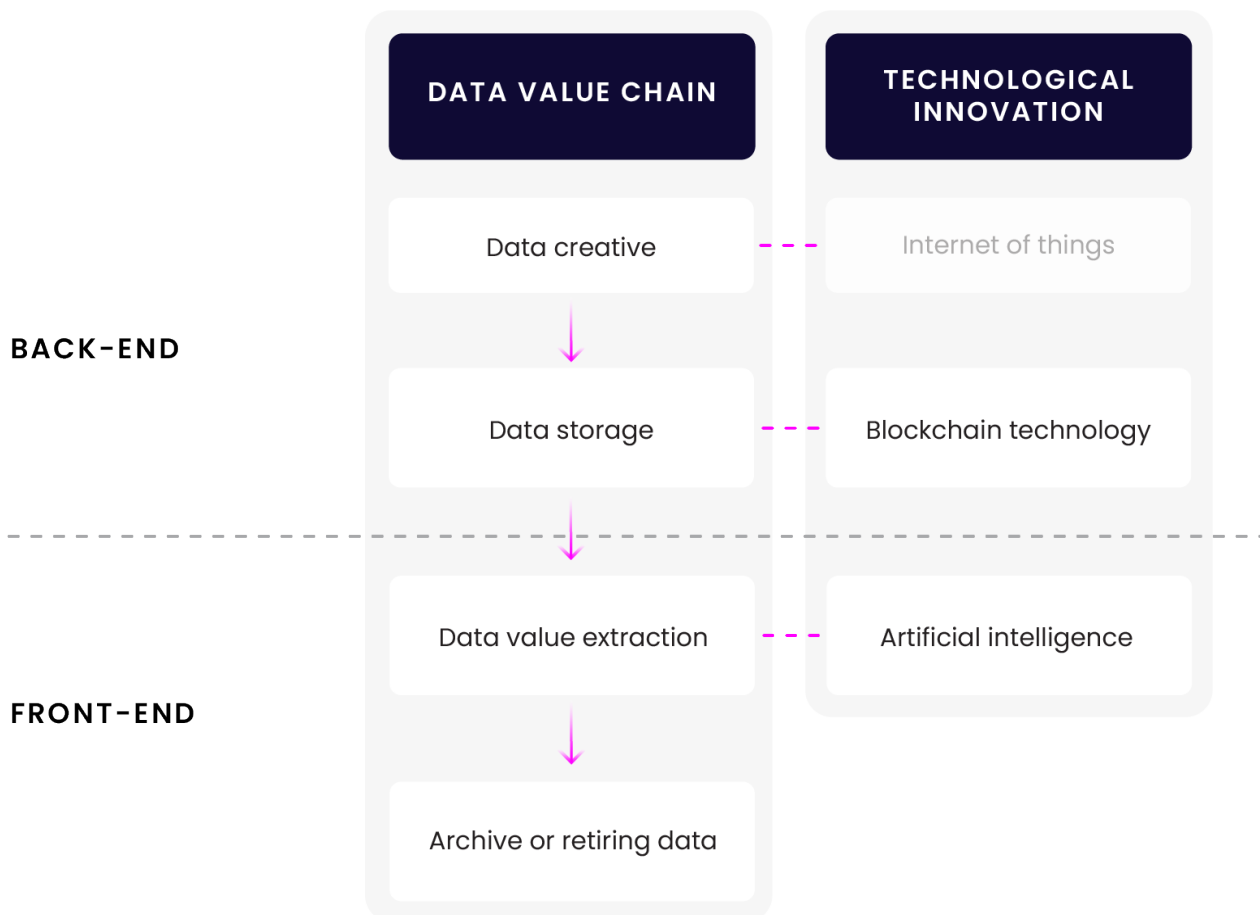 DATA VALUE CHAIN
TECHNOLOGICAL
INNOVATION
Data creative
Internet of things
BACK-END
Data storage
Blockchain technology
Data value extraction
Artificial intelligence
FRONT-END
Archive or retiring data